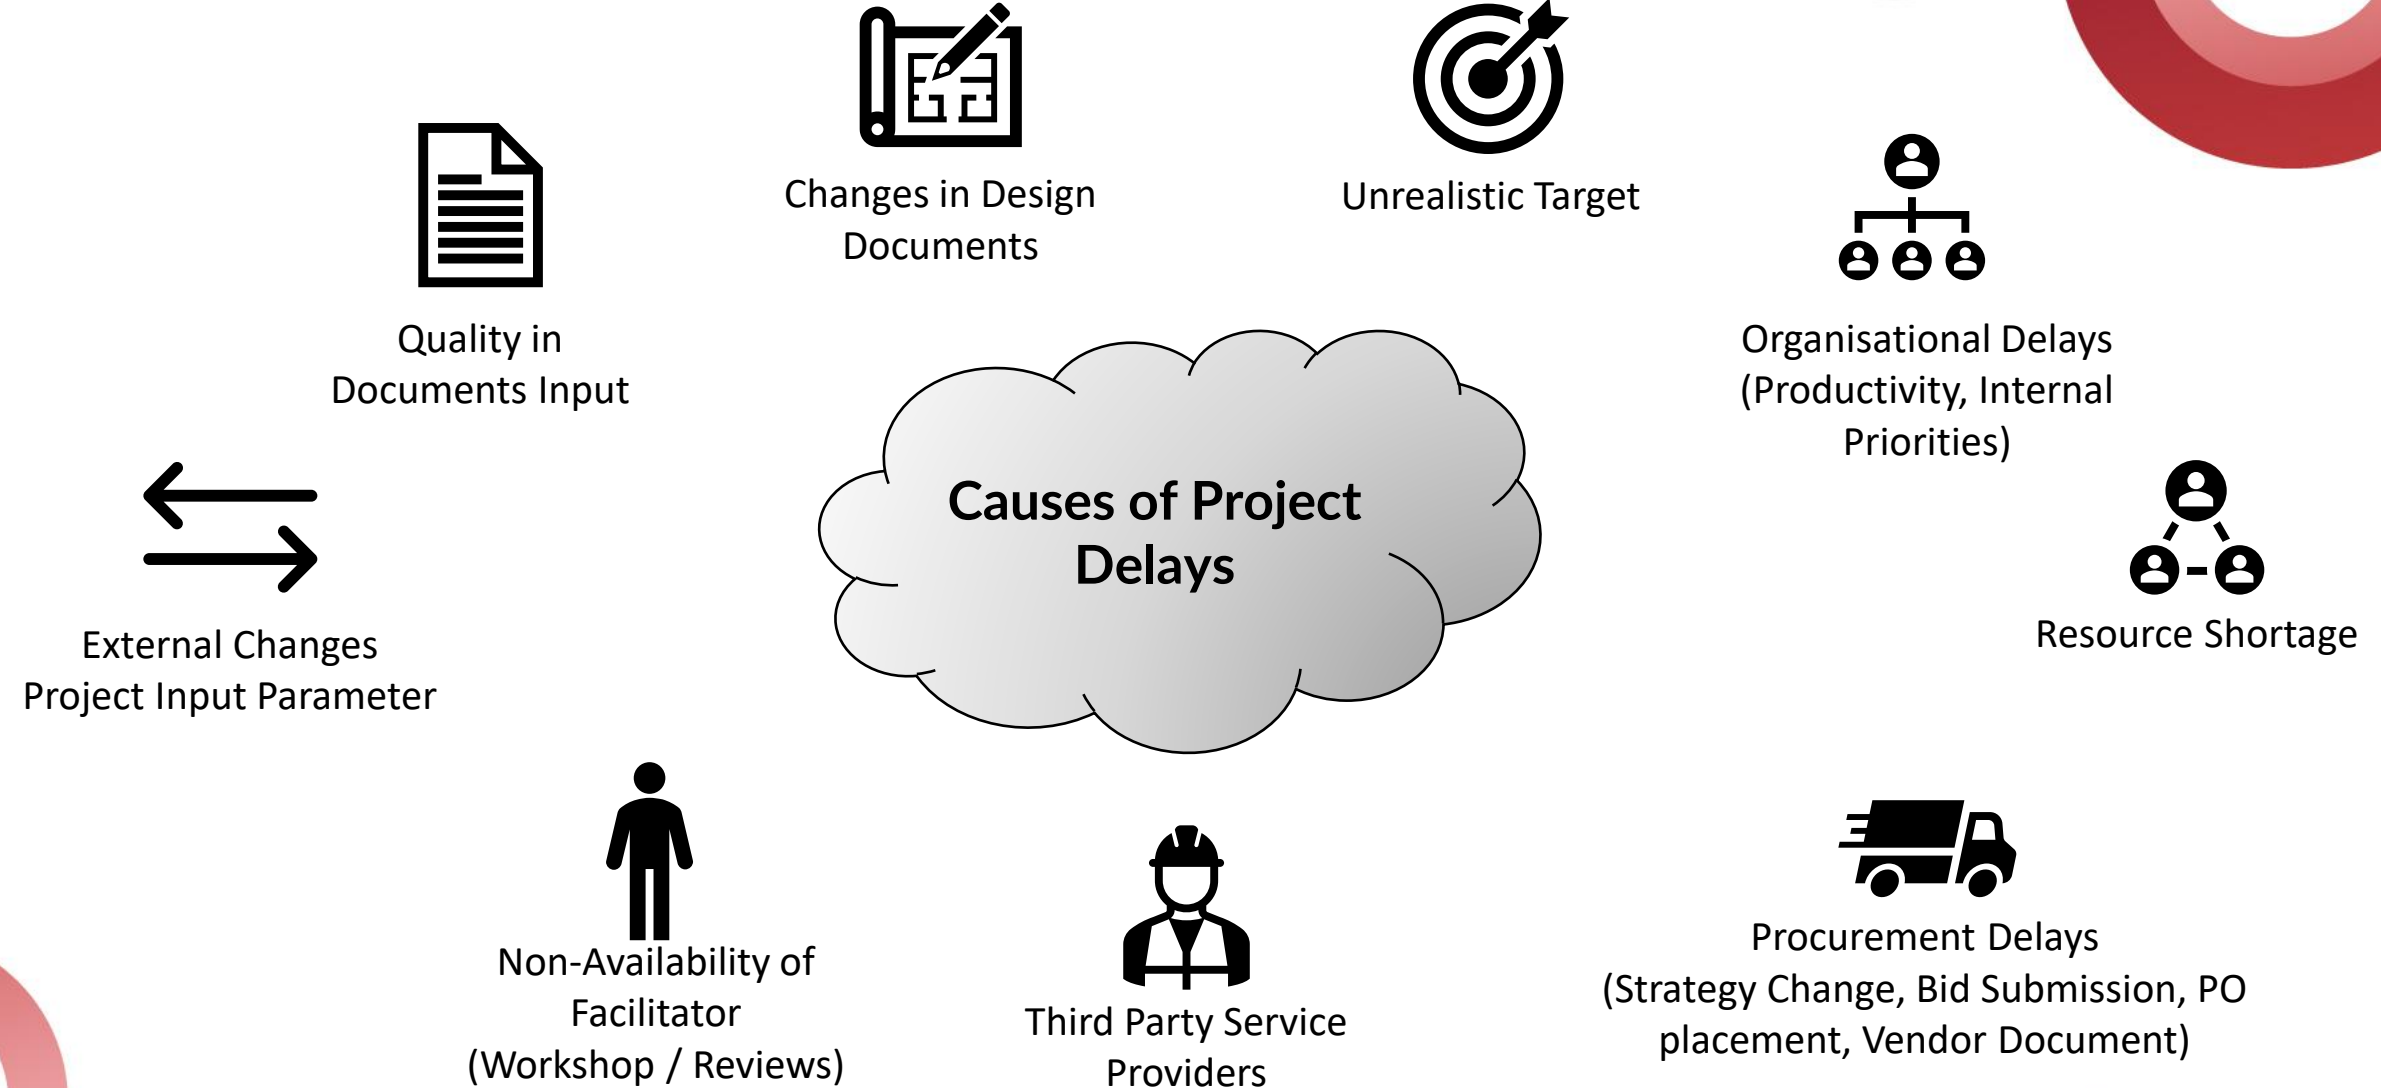 Changes in Design
Documents
Unrealistic Target
Quality in
Documents Input
Organisational Delays
(Productivity, Internal
Priorities)
Causes of Project
Delays
External Changes
Project Input Parameter
Resource Shortage
Non-Availability of
Facilitator
(Workshop / Reviews)
Third Party Service
Providers
Procurement Delays
(Strategy Change, Bid Submission, PO
placement, Vendor Document)